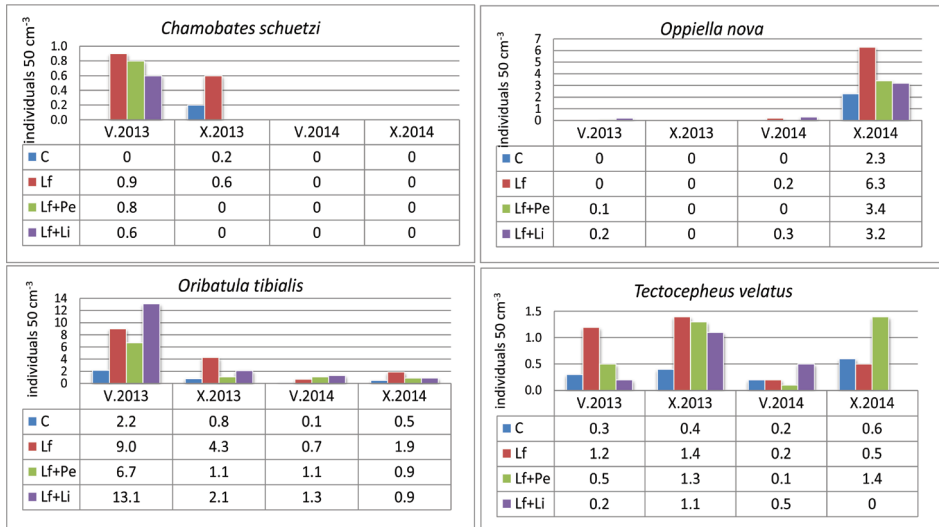 Chamobates schuetzi
individuals 50 cm-3
1.0
0.8
0.6
0.4
0.2
0.0
V.2013 X.2013 V.2014 X.2014
C 0 0.2 0 0
Lf 0.9 0.6 0 0
Lf+Pe 0.8 0 0 0
Lf+Li 0.6 0 0 0
Oppiella nova
individuals 50 cm-3
7
6
5
4
3
2
1
0
V.2013 X.2013 V.2014 X.2014
C 0 0 0 2.3
Lf 0 0 0.2 6.3
Lf+Pe 0.1 0 0 3.4
Lf+Li 0.2 0 0.3 3.2
Oribatula tibialis
individuals 50 cm-3
14
12
10
8
6
4
2
0
V.2013 X.2013 V.2014 X.2014
C 2.2 0.8 0.1 0.5
Lf 9.0 4.3 0.7 1.9
Lf+Pe 6.7 1.1 1.1 0.9
Lf+Li 13.1 2.1 1.3 0.9
Tectocepheus velatus
individuals 50 cm-3
1.5
1.0
0.5
0.0
V.2013 X.2013 V.2014 X.2014
C 0.3 0.4 0.2 0.6
Lf 1.2 1.4 0.2 0.5
Lf+Pe 0.5 1.3 0.1 1.4
Lf+Li 0.2 1.1 0.5 0